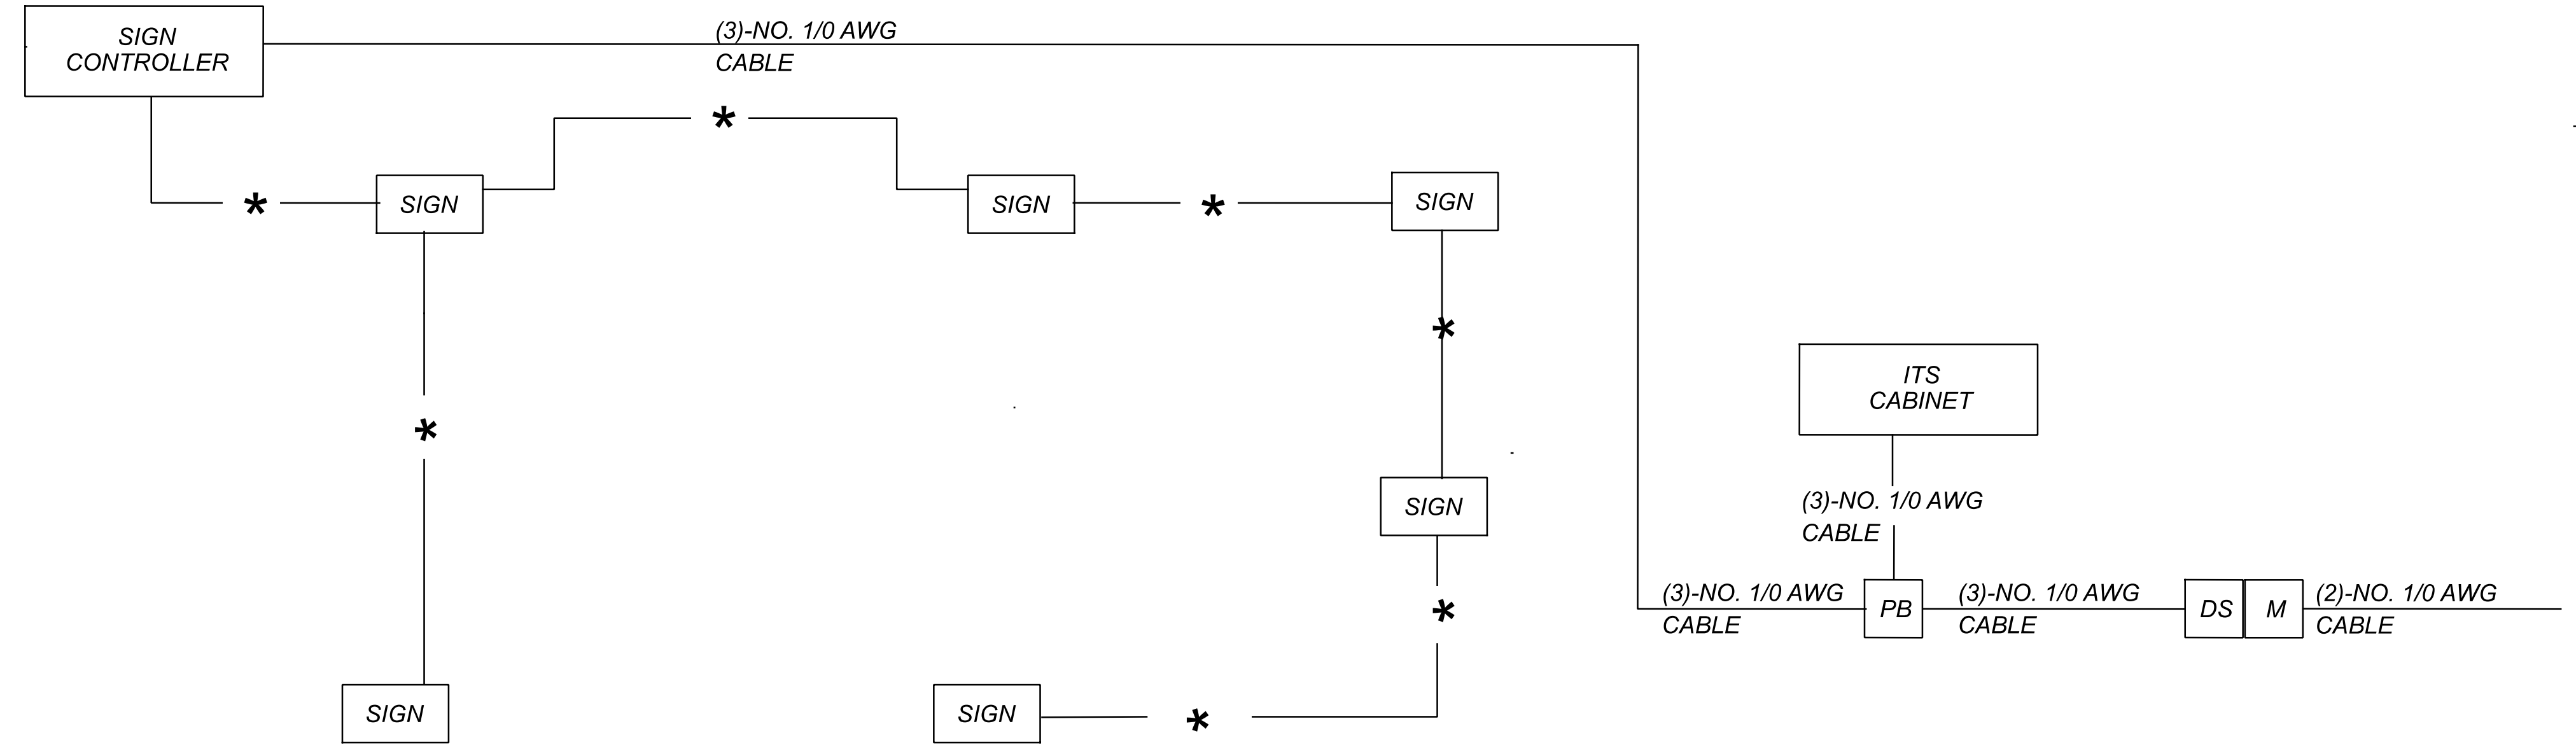 SIGN
CONTROLLER
(3)-NO. 1/0 AWG
CABLE
*
*
SIGN
SIGN
*
SIGN
*
ITS
CABINET
*
SIGN
(3)-NO. 1/0 AWG
CABLE
*
(3)-NO. 1/0 AWG
CABLE
PB
(3)-NO. 1/0 AWG
CABLE
DS
M
(2)-NO. 1/0 AWG
CABLE
SIGN
SIGN
*